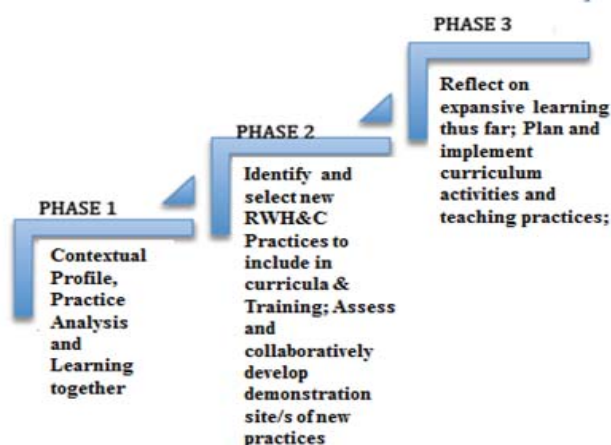 PHASE 1
Contextual
Profile,
Practice
Analysis
and
Learning
together
PHASE 2
Identify and
select new
RWH&C
Practices to
include in
curricula &
Training; Assess
and
collaboratively
develop
demonstration
site/s of new
practices
PHASE 3
Reflect on
expansive learning
thus far; Plan and
implement
curriculum
activities and
teaching practices;